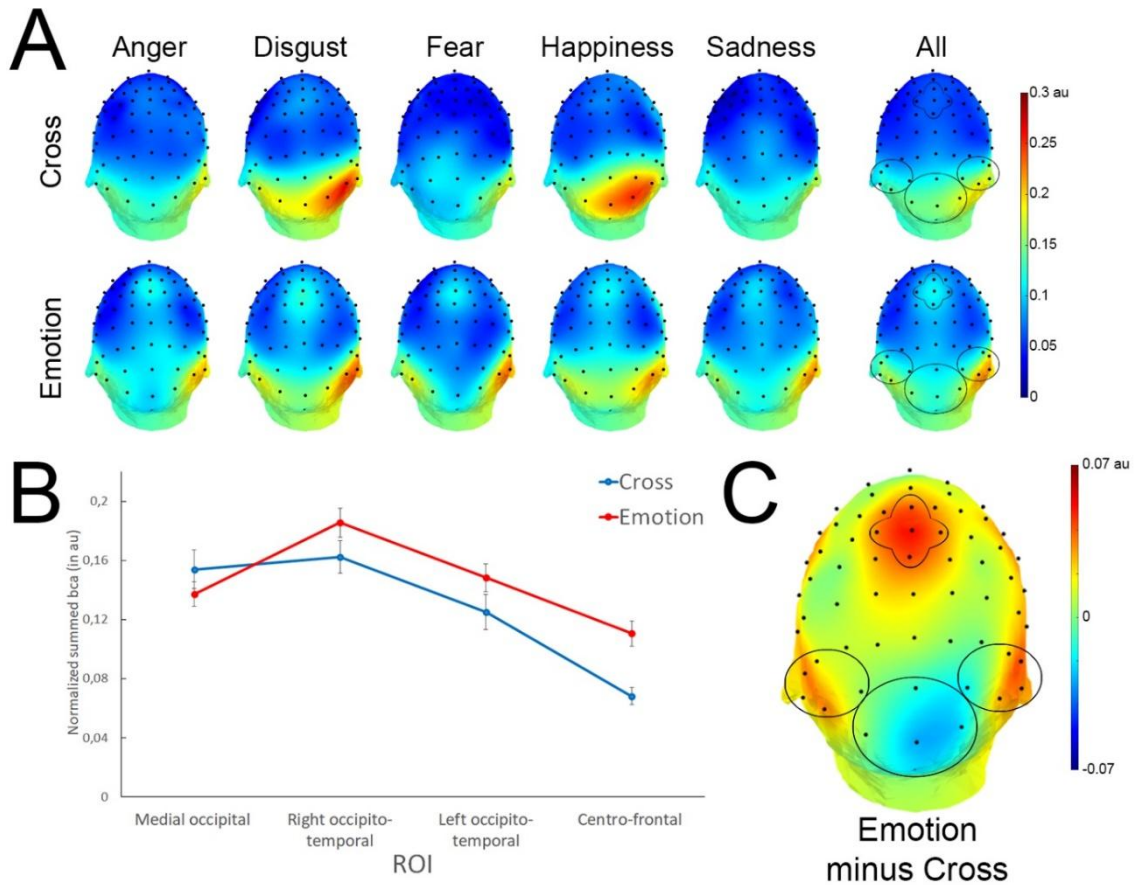 A
Anger Disgust Fear Happiness Sadness All
Cross
0.3 au
0.25
0.2
0.15
0.1
0.05
0
Emotion
B
Normalized summed bca (in au)
0,2
0,16
0,12
0,08
0,04
0
Cross
Emotion
Medial occipital
Right occipito-
temporal
Left occipito-
temporal
Centro-frontal
ROI
C
0.07 au
0
-0.07
Emotion
minus Cross